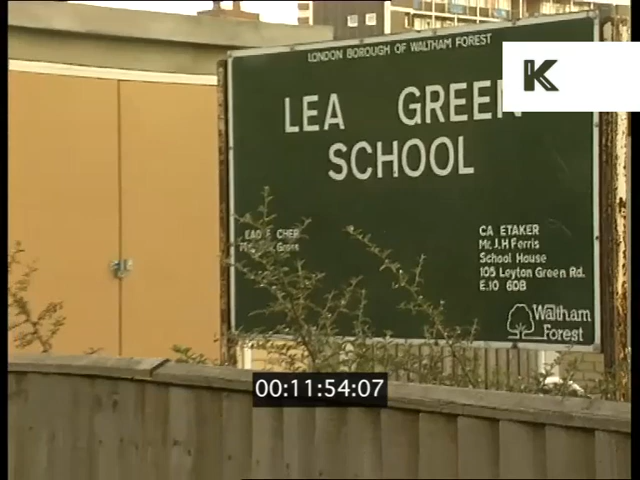 LONDON BOROUGH OF WALTHAM FOREST
LEA GREEN
SCHOOL
CA ETAKER
Mr. J.H Ferris
School House
105 Leyton Green Rd.
E.10 6DB
Waltham
Forest
K
00:11:54:07